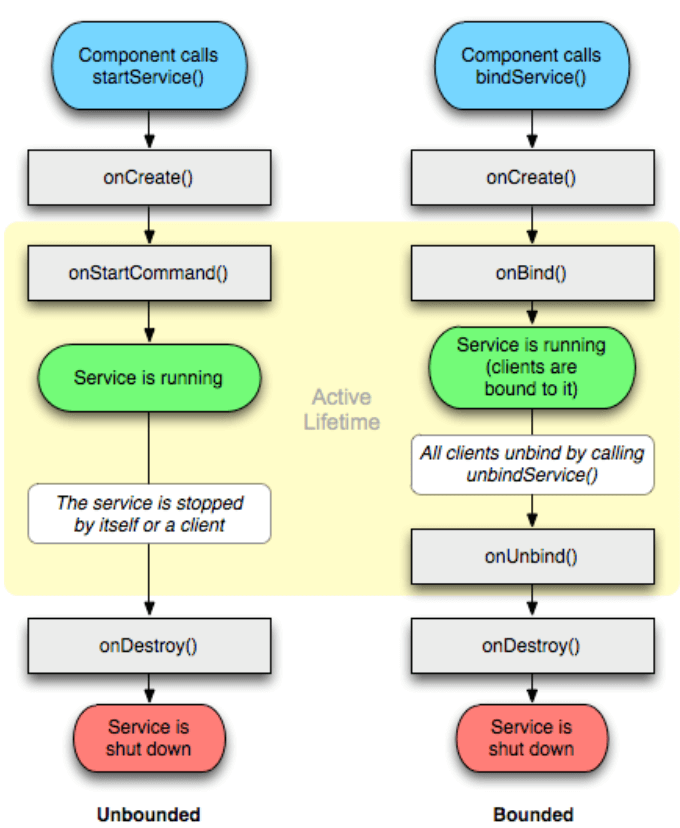 Component calls
startService()
onCreate()
onStartCommand()
Service is running
The service is stopped
by itself or a client
onDestroy()
Service is
shut down
Unbounded
Active
Lifetime
Component calls
bindService()
onCreate()
onBind()
Service is running
(clients are
bound to it)
All clients unbind by calling
unbindService()
onUnbind()
onDestroy()
Service is
shut down
Bounded